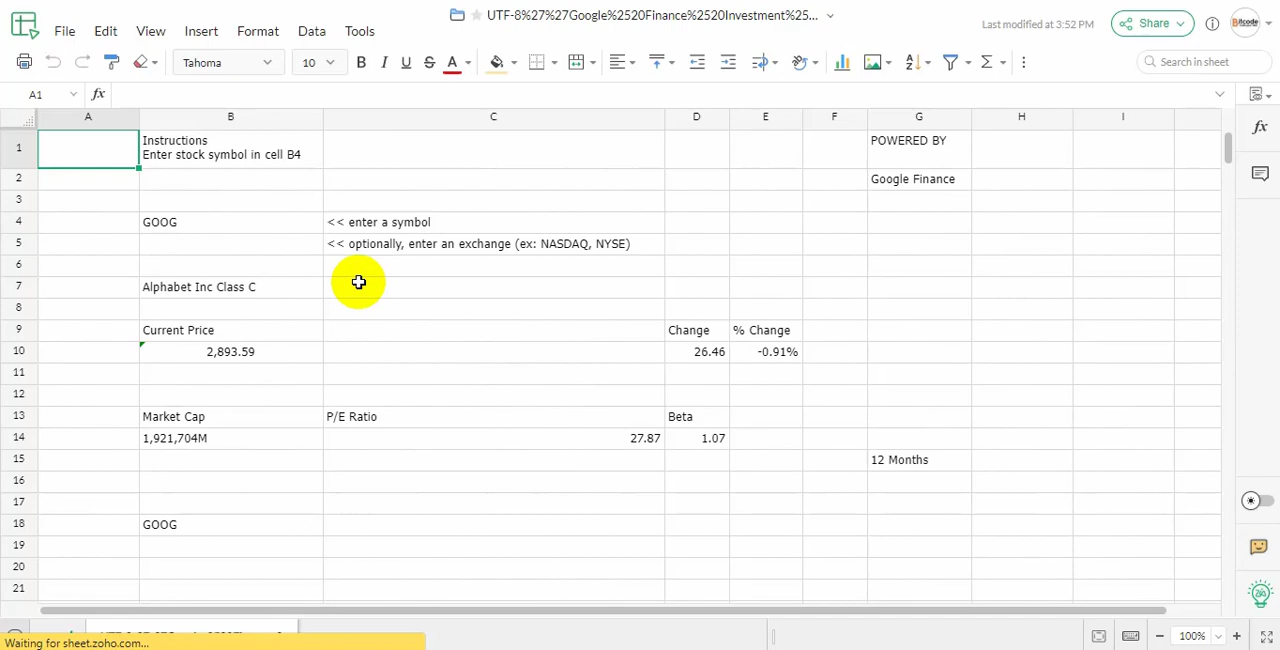 UTF-8%27%27Google%2520Finance%2520Investment%25...
File Edit View Insert Format Data Tools
Last modified at 3:52 PM
Share
Bitcode
Tahoma 10 B I U S A
Search in sheet
A1 fx
A B C D E F G H I
1 Instructions
Enter stock symbol in cell B4
POWERED BY
2 Google Finance
3
4 GOOG << enter a symbol
5 << optionally, enter an exchange (ex: NASDAQ, NYSE)
6
7 Alphabet Inc Class C
8
9 Current Price Change % Change
10 2,893.59 26.46 -0.91%
11
12
13 Market Cap P/E Ratio Beta
14 1,921,704M 27.87 1.07
15 12 Months
16
17
18 GOOG
19
20
21
Waiting for sheet.zoho.com...
100%